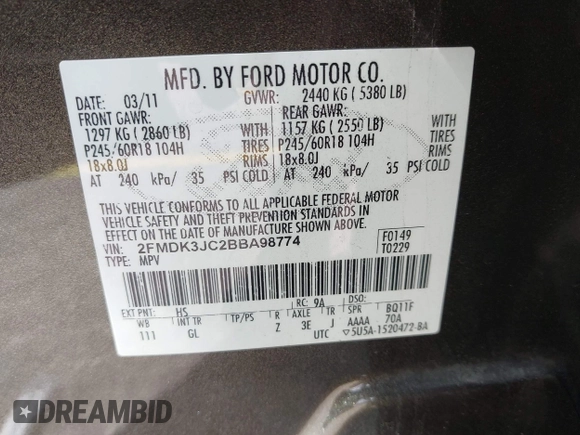 MFD. BY FORD MOTOR CO.
DATE: 03/11 GVWR: 2440 KG ( 5380 LB)
FRONT GAWR: REAR GAWR:
1297 KG ( 2860 LB) 1157 KG ( 2550 LB)
P245/60R18 104H TIRES P245/60R18 104H TIRES
18x8.0J RIMS 18x8.0J RIMS
AT 240 kPa/ 35 PSI COLD AT 240 kPa/ 35 PSI COLD
THIS VEHICLE CONFORMS TO ALL APPLICABLE FEDERAL MOTOR
VEHICLE SAFETY AND THEFT PREVENTION STANDARDS IN
EFFECT ON THE DATE OF MANUFACTURE SHOWN ABOVE.
VIN: 2FMDK3JC2BBA98774 F0149
TYPE: MPV T0229
EXT PNT: HS RC: 9A DSO:
WB INT TR TP/PS R AXLE TR SPR BQ11F
111 GL Z 3E J AAAA 70A
UTC ▽5U5A-1520472-BA
DREAMBID